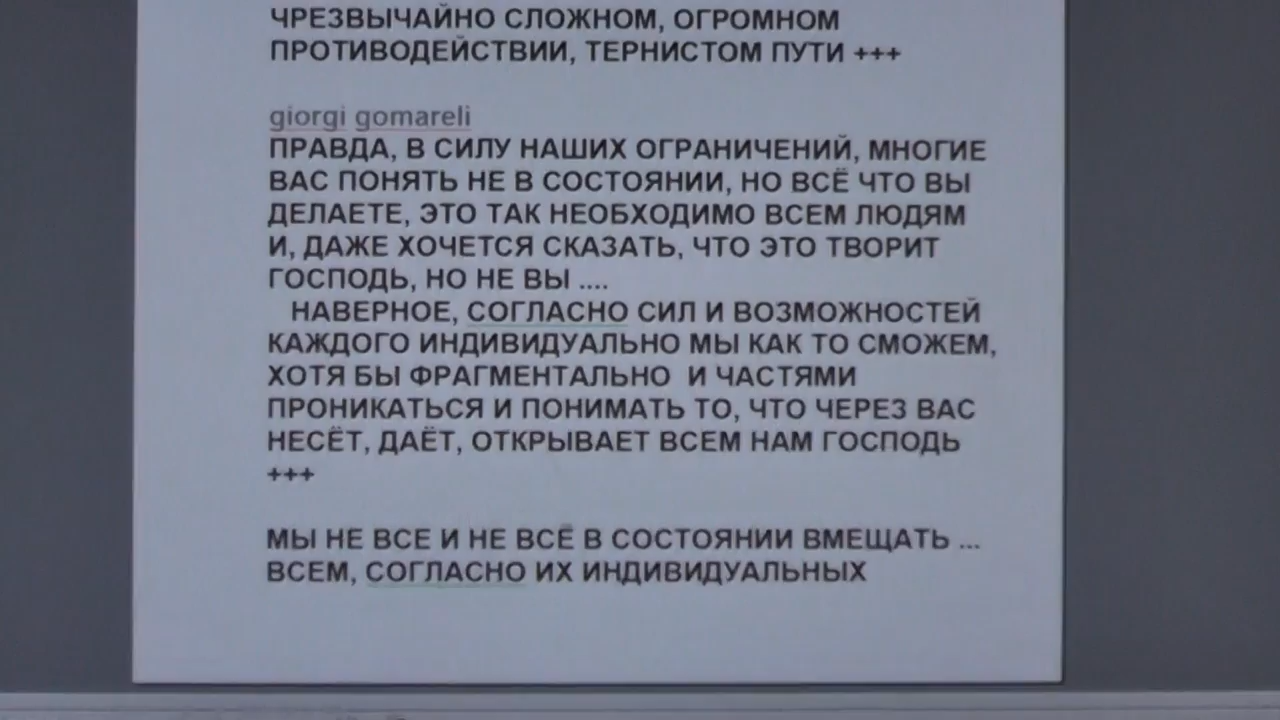 ЧРЕЗВЫЧАЙНО СЛОЖНОМ, ОГРОМНОМ
ПРОТИВОДЕЙСТВИИ, ТЕРНИСТОМ ПУТИ +++
giorgi gomareli
ПРАВДА, В СИЛУ НАШИХ ОГРАНИЧЕНИЙ, МНОГИЕ
ВАС ПОНЯТЬ НЕ В СОСТОЯНИИ, НО ВСЁ ЧТО ВЫ
ДЕЛАЕТЕ, ЭТО ТАК НЕОБХОДИМО ВСЕМ ЛЮДЯМ
И, ДАЖЕ ХОЧЕТСЯ СКАЗАТЬ, ЧТО ЭТО ТВОРИТ
ГОСПОДЬ, НО НЕ ВЫ ....
НАВЕРНОЕ, СОГЛАСНО СИЛ И ВОЗМОЖНОСТЕЙ
КАЖДОГО ИНДИВИДУАЛЬНО МЫ КАК ТО СМОЖЕМ,
ХОТЯ БЫ ФРАГМЕНТАЛЬНО И ЧАСТЯМИ
ПРОНИКАТЬСЯ И ПОНИМАТЬ ТО, ЧТО ЧЕРЕЗ ВАС
НЕСЁТ, ДАЁТ, ОТКРЫВАЕТ ВСЕМ НАМ ГОСПОДЬ
+++
МЫ НЕ ВСЕ И НЕ ВСЁ В СОСТОЯНИИ ВМЕЩАТЬ ...
ВСЕМ, СОГЛАСНО ИХ ИНДИВИДУАЛЬНЫХ